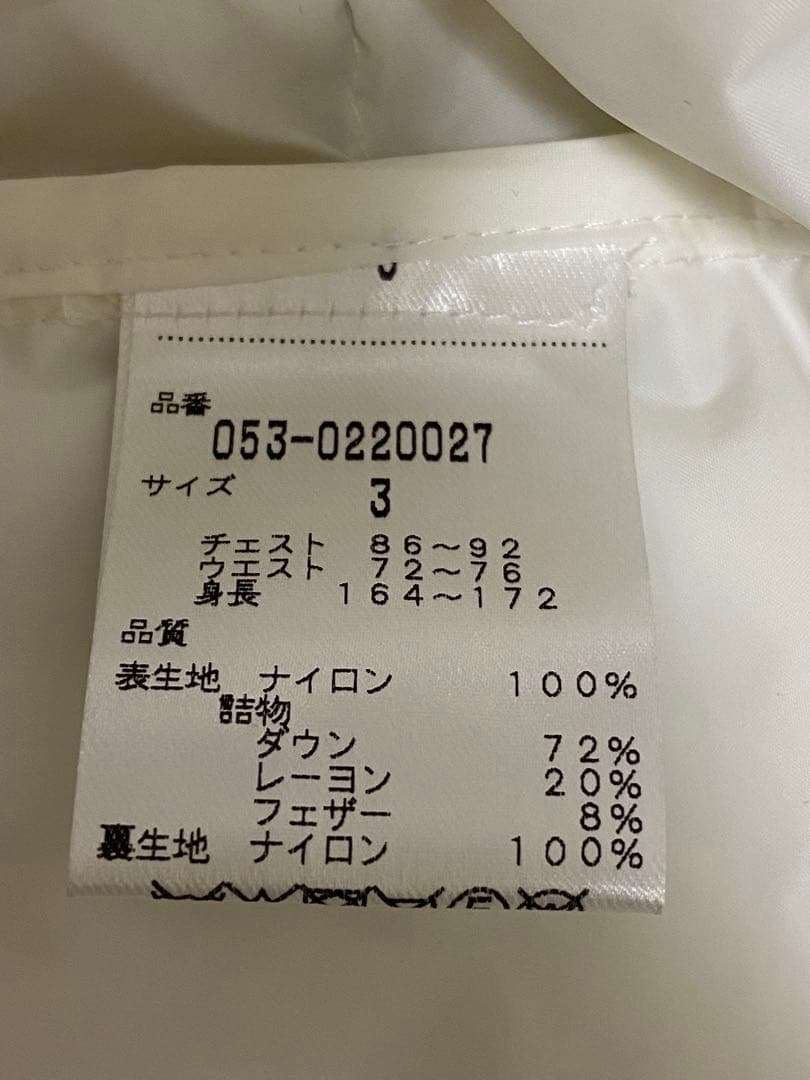 品番
053-0220027
サイズ 3
チェスト 86～92
ウエスト 72～76
身長 164～172
品質
表生地 ナイロン 100%
詰物
ダウン 72%
レーヨン 20%
フェザー 8%
裏生地 ナイロン 100%